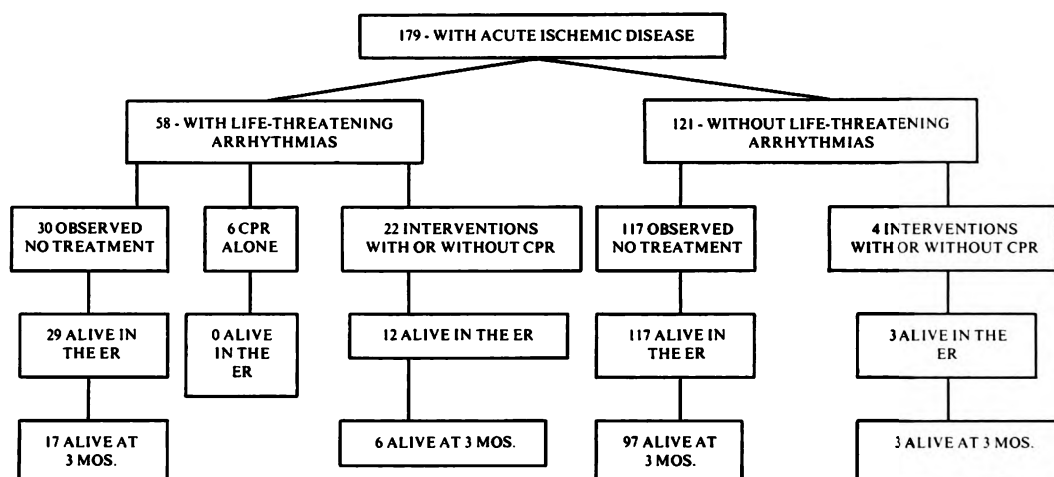 179 - WITH ACUTE ISCHEMIC DISEASE
58 - WITH LIFE-THREATENING
ARRHYTHMIAS
121 - WITHOUT LIFE-THREATENING
ARRHYTHMIAS
30 OBSERVED
NO TREATMENT
6 CPR
ALONE
22 INTERVENTIONS
WITH OR WITHOUT CPR
117 OBSERVED
NO TREATMENT
4 INTERVENTIONS
WITH OR WITHOUT CPR
29 ALIVE IN
THE ER
0 ALIVE
IN THE
ER
12 ALIVE IN THE ER
117 ALIVE IN
THE ER
3 ALIVE IN THE
ER
17 ALIVE AT
3 MOS.
6 ALIVE AT 3 MOS.
97 ALIVE AT
3 MOS.
3 ALIVE AT 3 MOS.